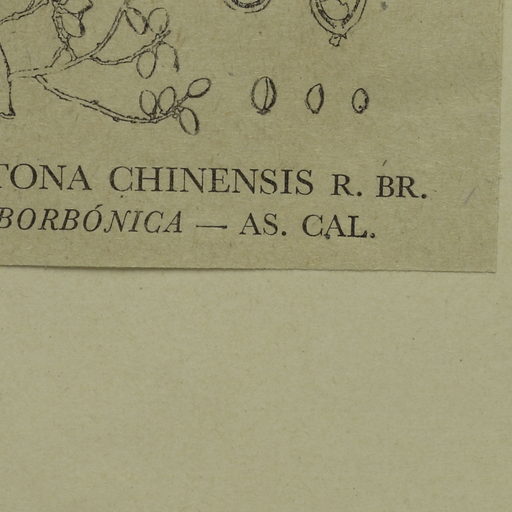 TONA CHINENSIS R. BR.
BORBÓNICA — AS. CAL.